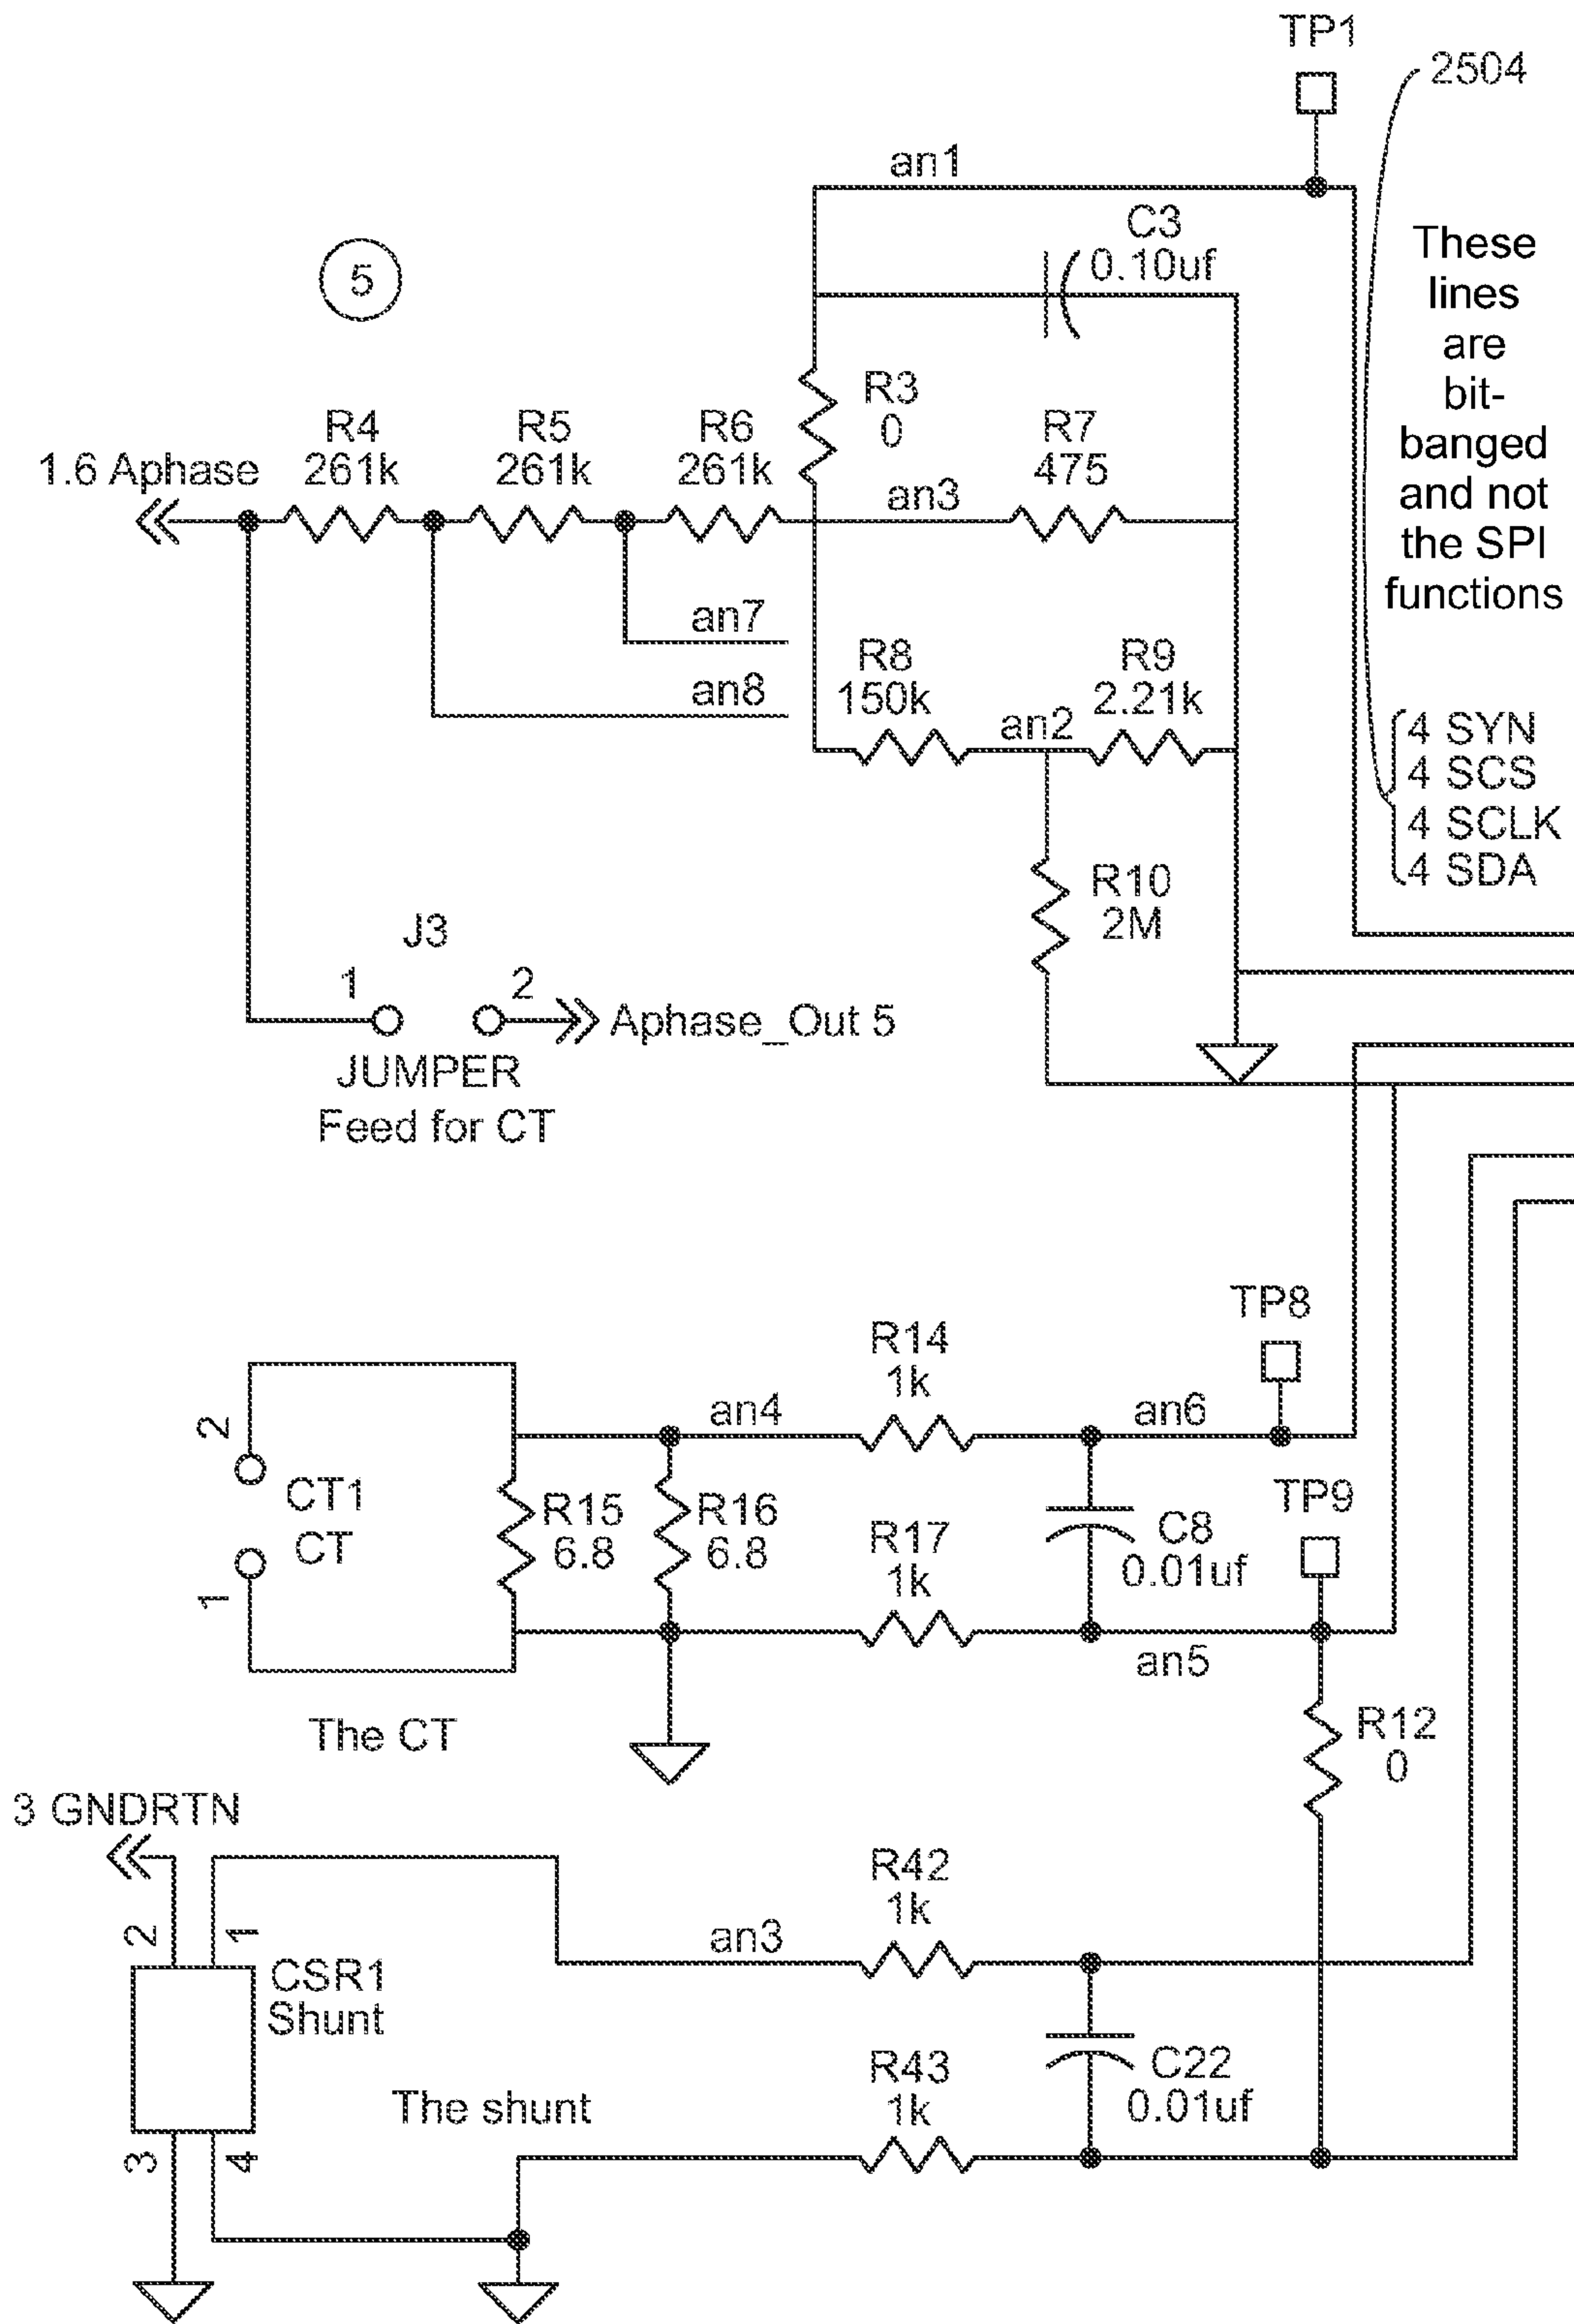 TP1
2504
an1
C3
0.10uf
These
lines
are
bit-
banged
and not
the SPI
functions
5
R3
0
R4
261k
R5
261k
R6
261k
R7
475
1.6 Aphase
an3
an7
an8
R8
150k
an2
R9
2.21k
4 SYN
4 SCS
4 SCLK
4 SDA
R10
2M
J3
1
2
Aphase_Out 5
JUMPER
Feed for CT
TP8
R14
1k
an4
an6
2
CT1
CT
1
R15
6.8
R16
6.8
R17
1k
C8
0.01uf
TP9
an5
The CT
R12
0
3 GNDRTN
R42
1k
2
1
an3
CSR1
Shunt
The shunt
R43
1k
C22
0.01uf
3
4